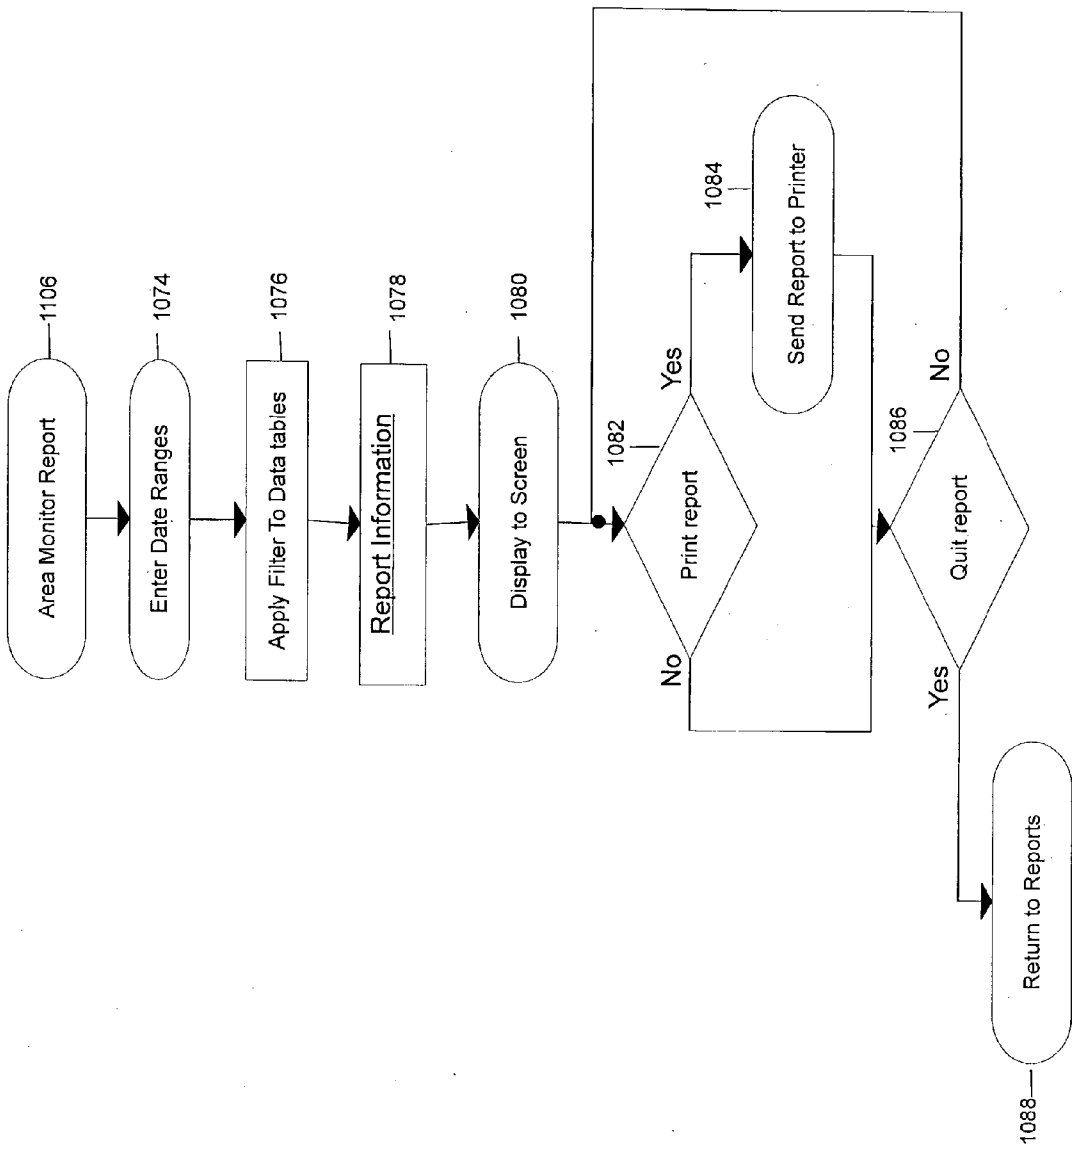 Area Monitor Report
1106
Enter Date Ranges
1074
Apply Filter To Data tables
1076
Report Information
1078
Display to Screen
1080
Print report
1082
Yes
No
Send Report to Printer
1084
Quit report
1086
No
Yes
Return to Reports
1088